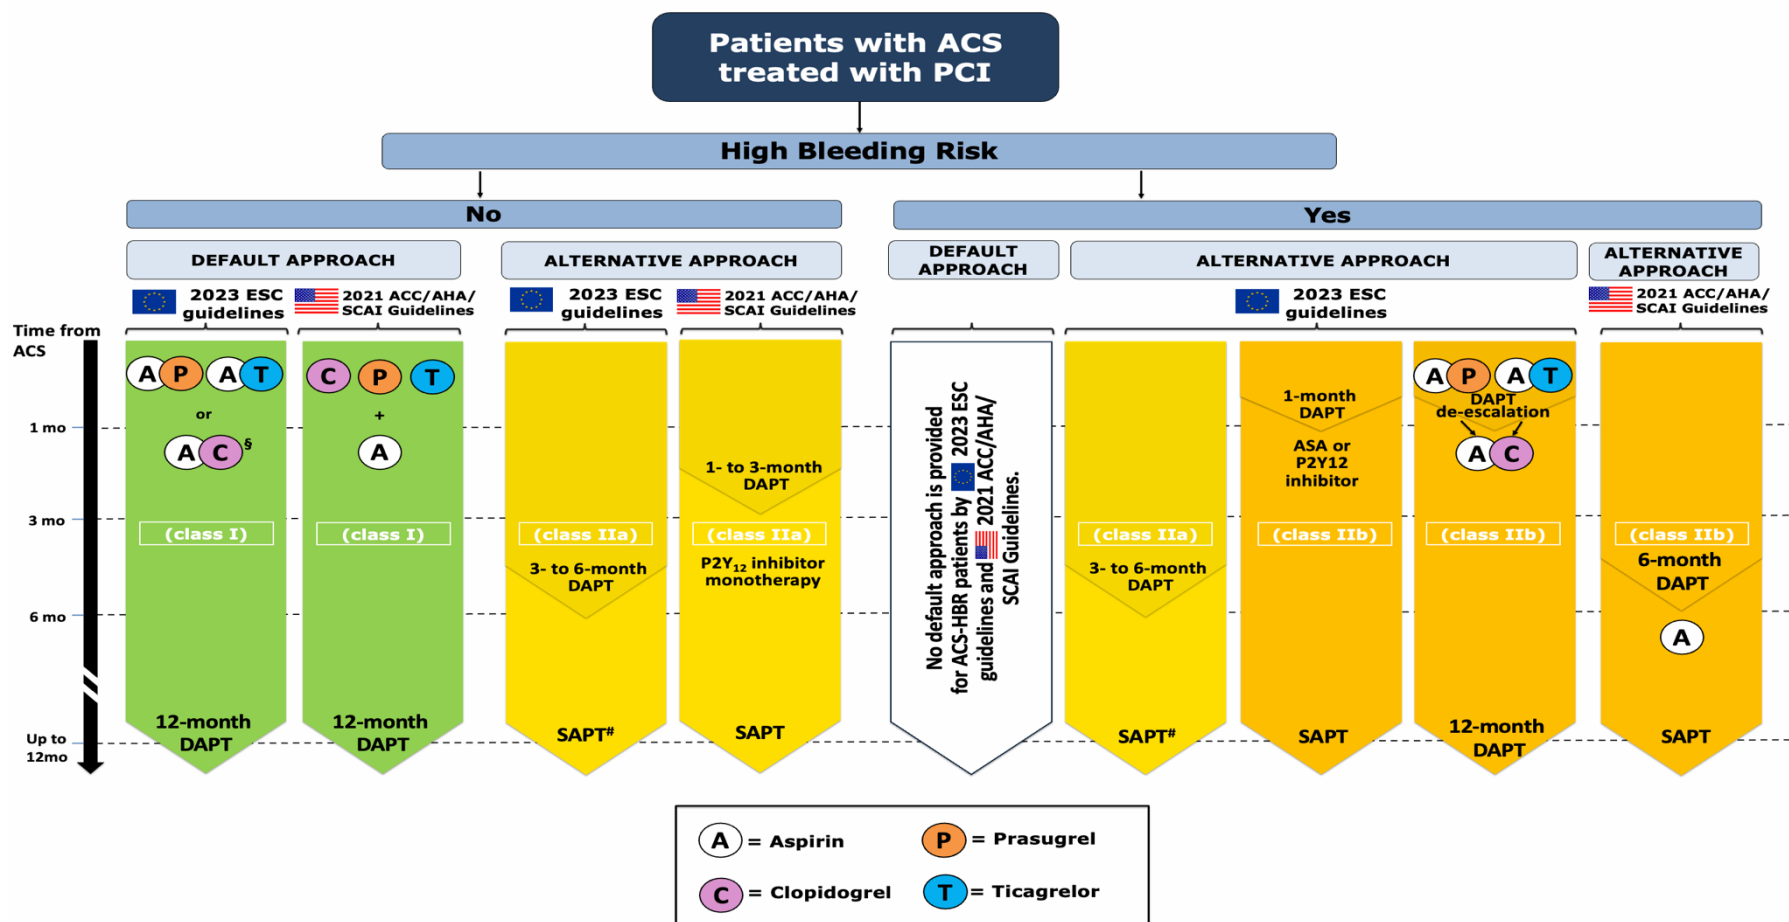 Patients with ACS
treated with PCI
High Bleeding Risk
No
Yes
DEFAULT APPROACH
ALTERNATIVE APPROACH
DEFAULT
APPROACH
ALTERNATIVE APPROACH
ALTERNATIVE
APPROACH
2023 ESC
guidelines
2021 ACC/AHA/
SCAI Guidelines
2023 ESC
guidelines
2021 ACC/AHA/
SCAI Guidelines
2023 ESC
guidelines
2021 ACC/AHA/
SCAI Guidelines
Time from
ACS
1 mo
3 mo
6 mo
Up to
12mo
A P A T
or
A C §
(class I)
12-month
DAPT
C P T
+
A
(class I)
12-month
DAPT
(class IIa)
3- to 6-month
DAPT
SAPT#
1- to 3-month
DAPT
(class IIa)
P2Y₁₂ inhibitor
monotherapy
SAPT
No default approach is provided
for ACS-HBR patients by 2023 ESC
guidelines and 2021 ACC/AHA/
SCAI Guidelines.
(class IIa)
3- to 6-month
DAPT
SAPT#
1-month
DAPT
ASA or
P2Y12
inhibitor
(class IIb)
SAPT
A P A T
DAPT
de-escalation
A C
(class IIb)
12-month
DAPT
(class IIb)
6-month
DAPT
A
SAPT
A = Aspirin
P = Prasugrel
C = Clopidogrel
T = Ticagrelor